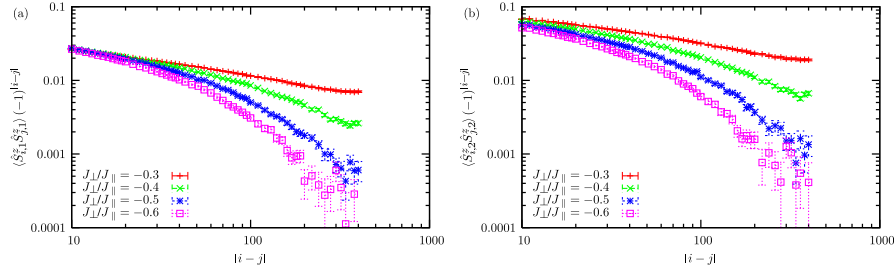 (a)
0.1
0.01
0.001
0.0001
⟨Ŝ^z_{i,1} Ŝ^z_{j,1}⟩ (−1)^{|i−j|}
J⊥/J∥ = −0.3
J⊥/J∥ = −0.4
J⊥/J∥ = −0.5
J⊥/J∥ = −0.6
10 100 1000
|i − j|
(b)
0.1
0.01
0.001
0.0001
⟨Ŝ^z_{i,2} Ŝ^z_{j,2}⟩ (−1)^{|i−j|}
J⊥/J∥ = −0.3
J⊥/J∥ = −0.4
J⊥/J∥ = −0.5
J⊥/J∥ = −0.6
10 100 1000
|i − j|